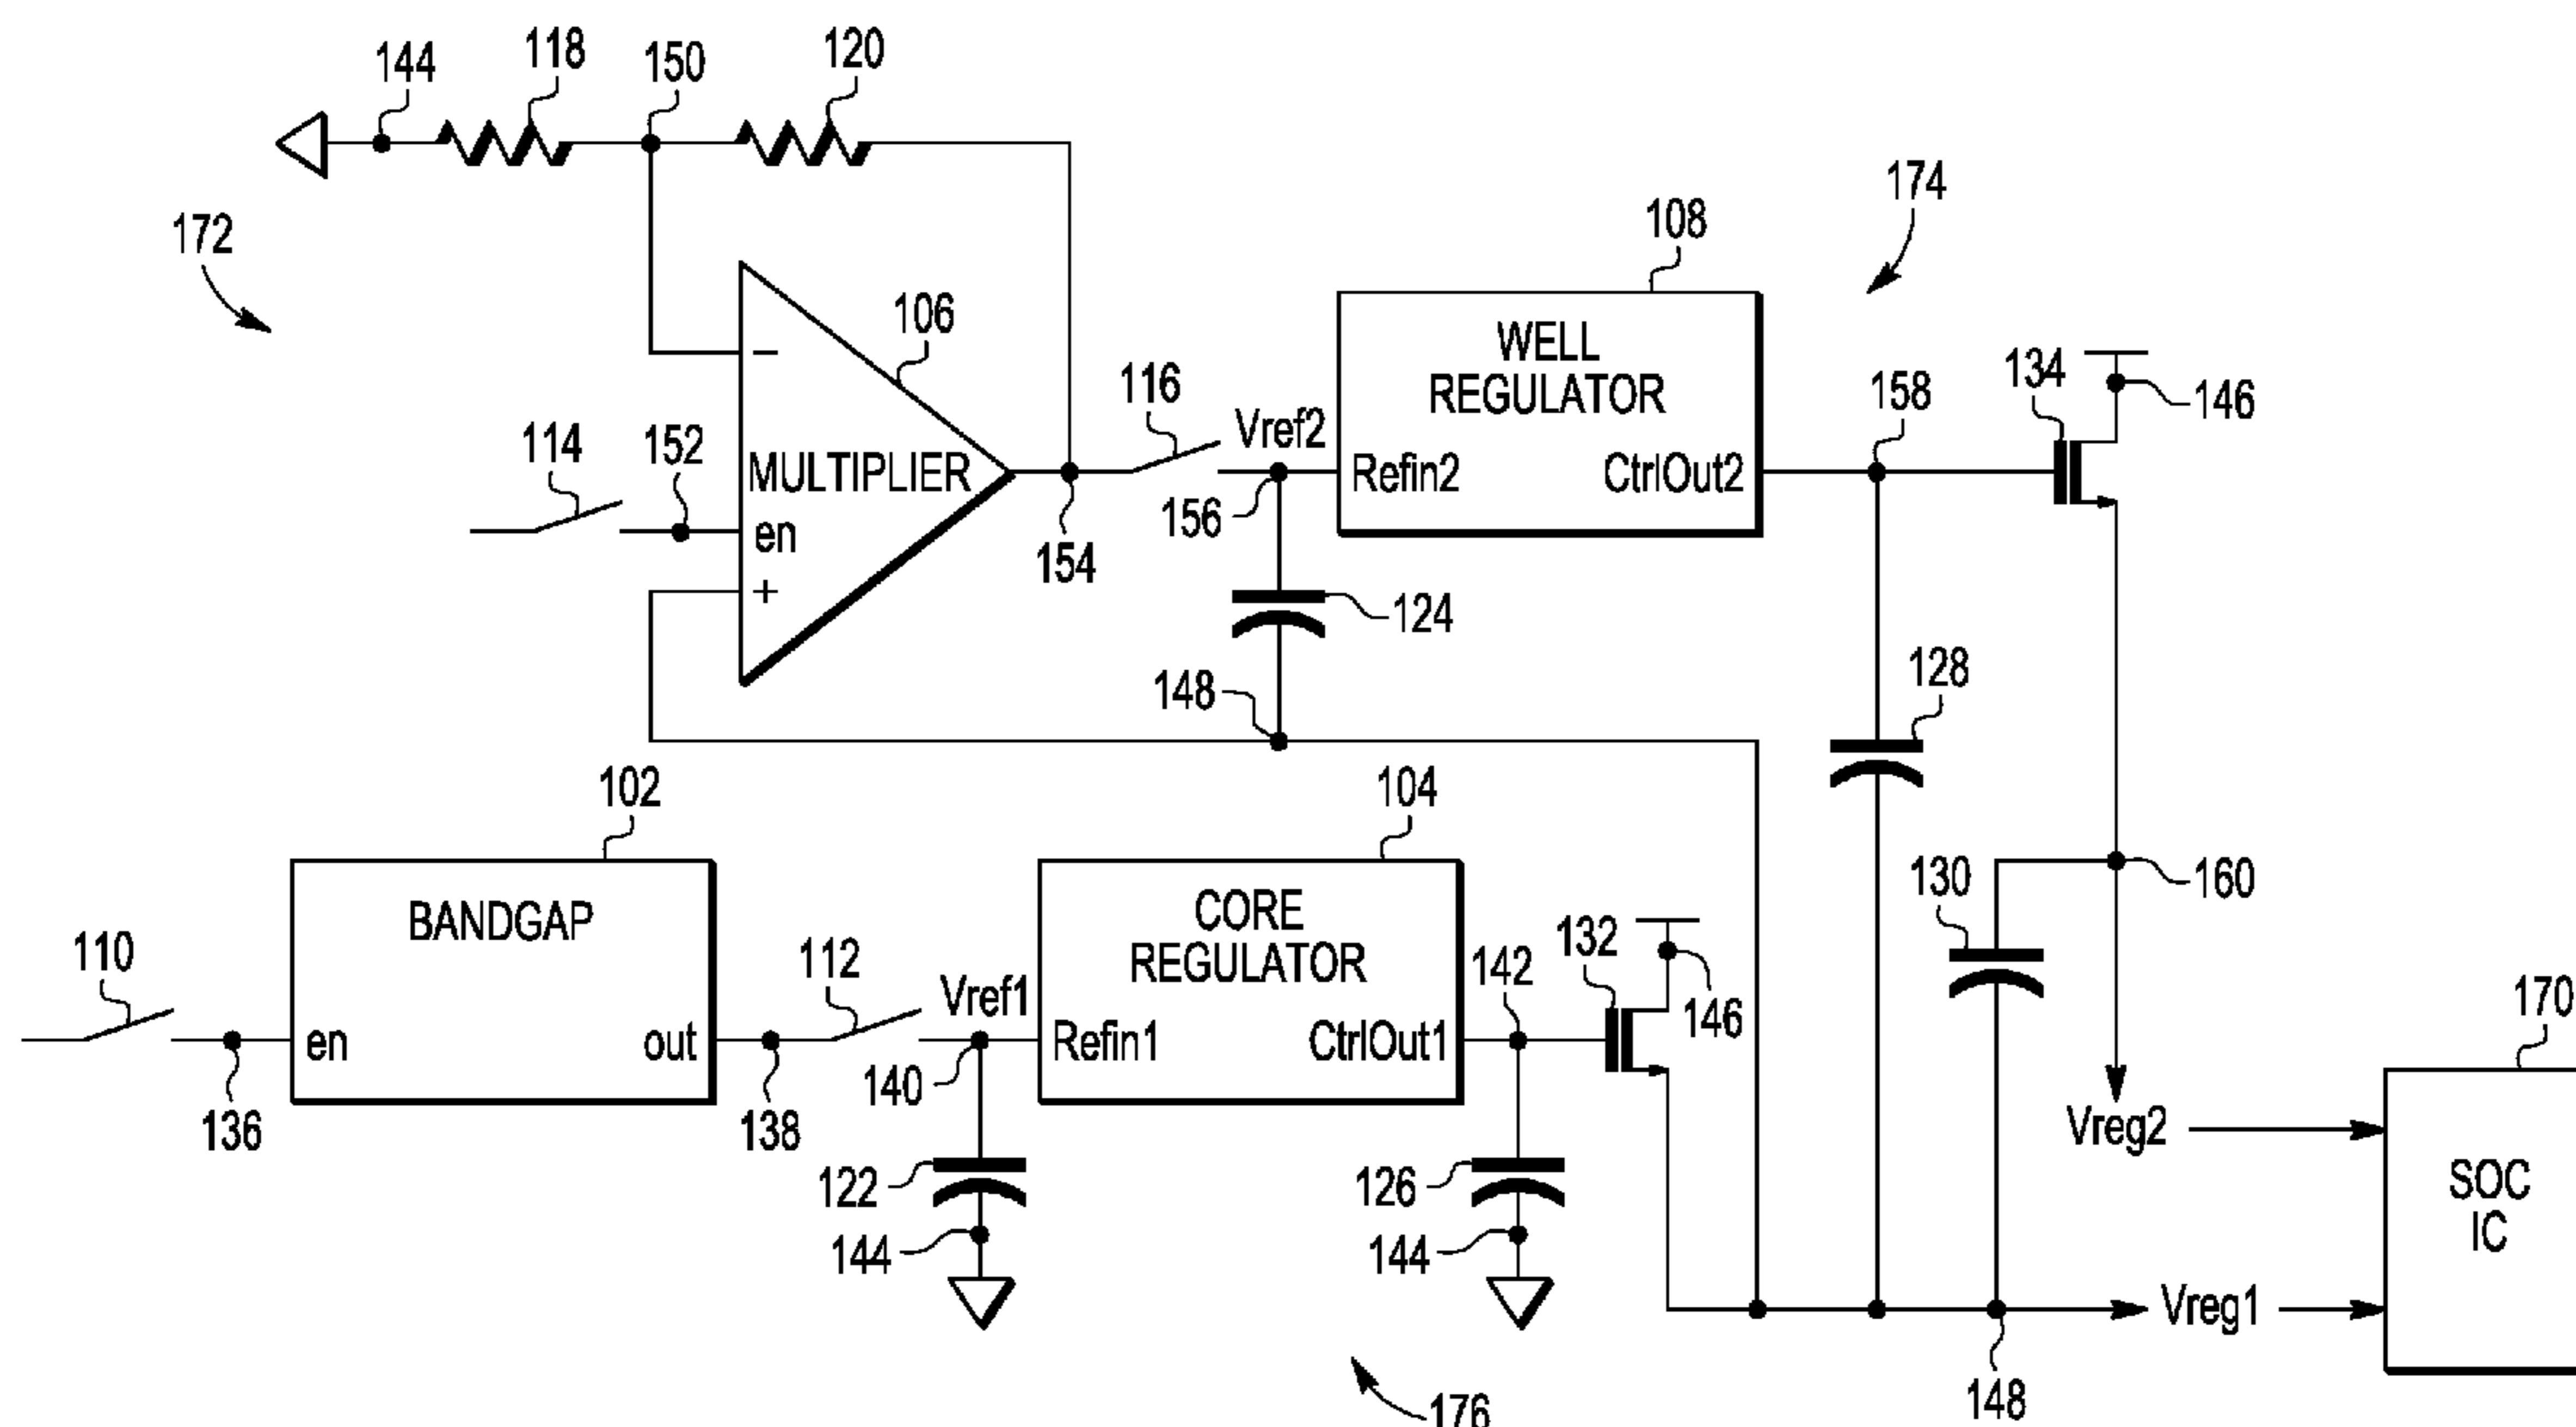 144
118
150
120
172
174
108
106
WELL
REGULATOR
−
116
Vref2
134
146
158
114
152
MULTIPLIER
Refin2
CtrlOut2
en
156
154
+
124
148
128
102
104
130
160
BANDGAP
CORE
REGULATOR
110
112
Vref1
142
132
146
170
en
out
Refin1
CtrlOut1
140
136
138
Vreg2
122
126
SOC
IC
144
144
Vreg1
148
176